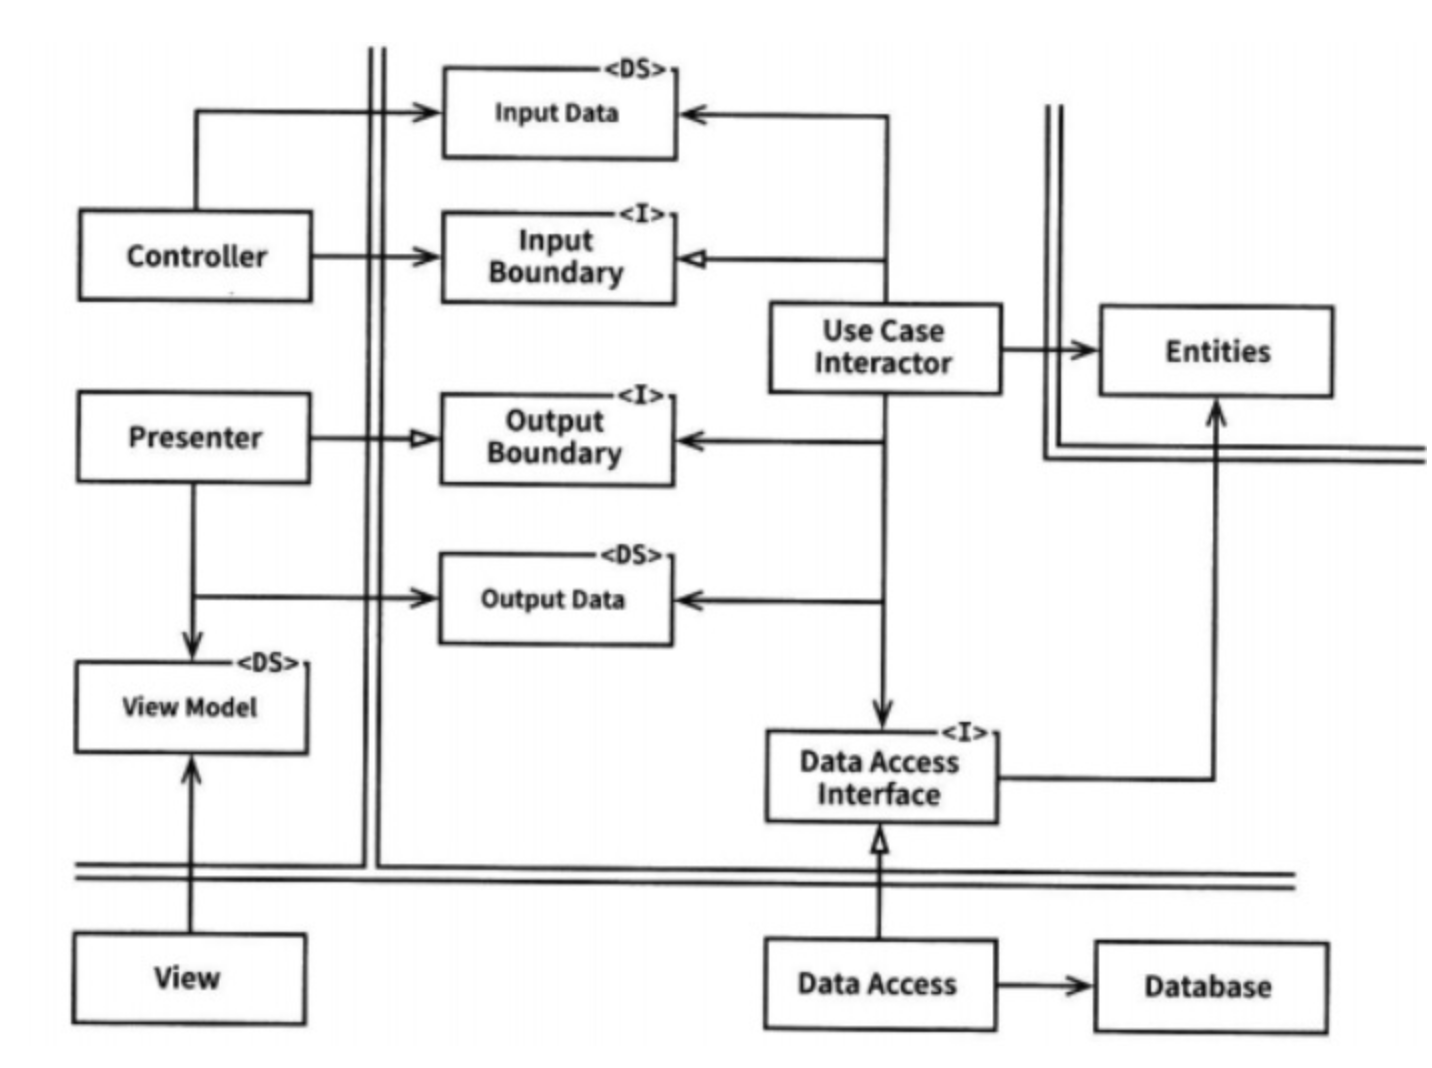 <DS>
Input Data
<I>
Input
Boundary
Controller
Use Case
Interactor
Entities
<I>
Output
Boundary
Presenter
<DS>
Output Data
<DS>
View Model
<I>
Data Access
Interface
View
Data Access
Database